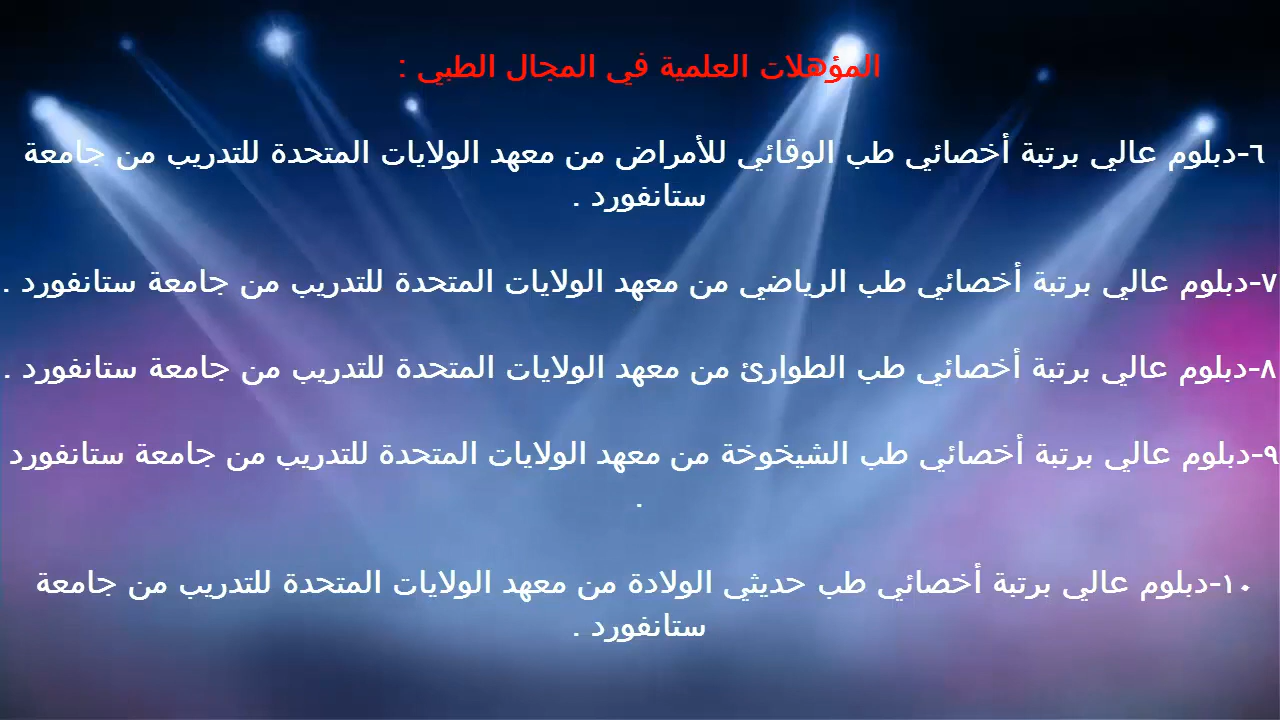 المؤهلات العلمية في المجال الطبي :
٦-دبلوم عالي برتبة أخصائي طب الوقائي للأمراض من معهد الولايات المتحدة للتدريب من جامعة
ستانفورد .
٧-دبلوم عالي برتبة أخصائي طب الرياضي من معهد الولايات المتحدة للتدريب من جامعة ستانفورد .
٨-دبلوم عالي برتبة أخصائي طب الطوارئ من معهد الولايات المتحدة للتدريب من جامعة ستانفورد .
٩-دبلوم عالي برتبة أخصائي طب الشيخوخة من معهد الولايات المتحدة للتدريب من جامعة ستانفورد
.
١٠-دبلوم عالي برتبة أخصائي طب حديثي الولادة من معهد الولايات المتحدة للتدريب من جامعة
ستانفورد .